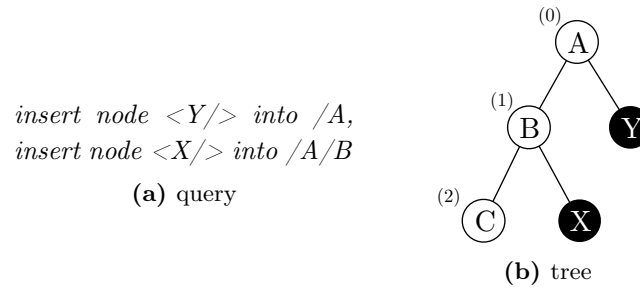 insert node <Y/> into /A,
insert node <X/> into /A/B
(a) query
(0)
A
(1)
B
Y
(2)
C
X
(b) tree